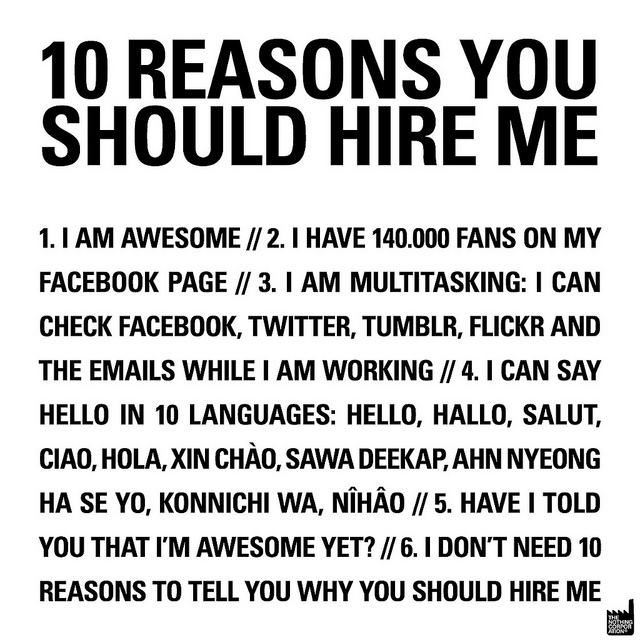 10 REASONS YOU
SHOULD HIRE ME
1. I AM AWESOME // 2. I HAVE 140.000 FANS ON MY
FACEBOOK PAGE // 3. I AM MULTITASKING: I CAN
CHECK FACEBOOK, TWITTER, TUMBLR, FLICKR AND
THE EMAILS WHILE I AM WORKING // 4. I CAN SAY
HELLO IN 10 LANGUAGES: HELLO, HALLO, SALUT,
CIAO, HOLA, XIN CHÀO, SAWA DEEKAP, AHN NYEONG
HA SE YO, KONNICHI WA, NÎHÂO // 5. HAVE I TOLD
YOU THAT I'M AWESOME YET? // 6. I DON'T NEED 10
REASONS TO TELL YOU WHY YOU SHOULD HIRE ME
THE
NOTHING
CORPOR
ATION